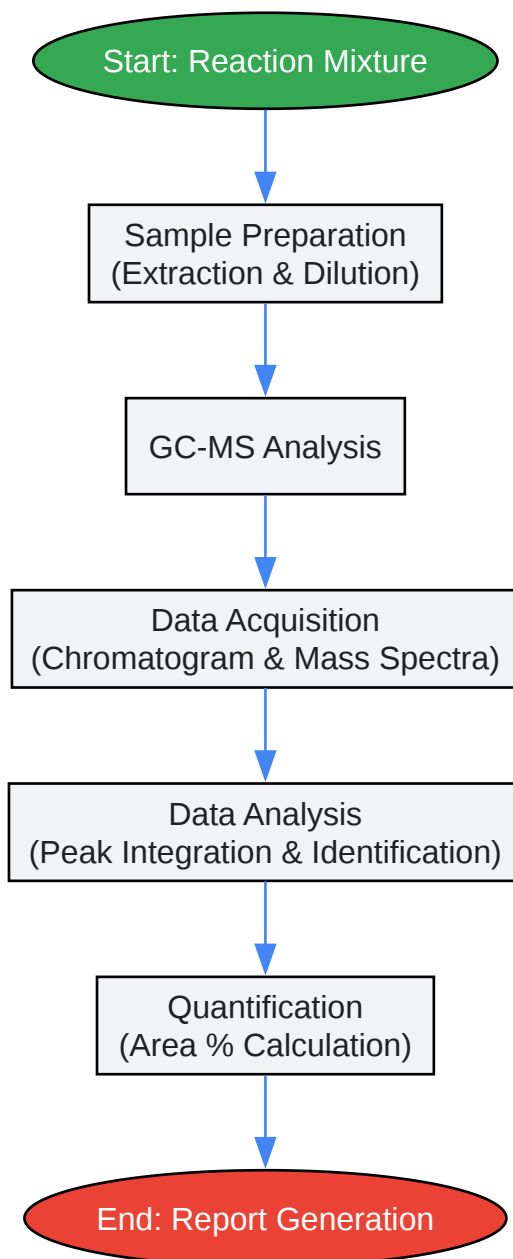 Start: Reaction Mixture
Sample Preparation
(Extraction & Dilution)
GC-MS Analysis
Data Acquisition
(Chromatogram & Mass Spectra)
Data Analysis
(Peak Integration & Identification)
Quantification
(Area % Calculation)
End: Report Generation